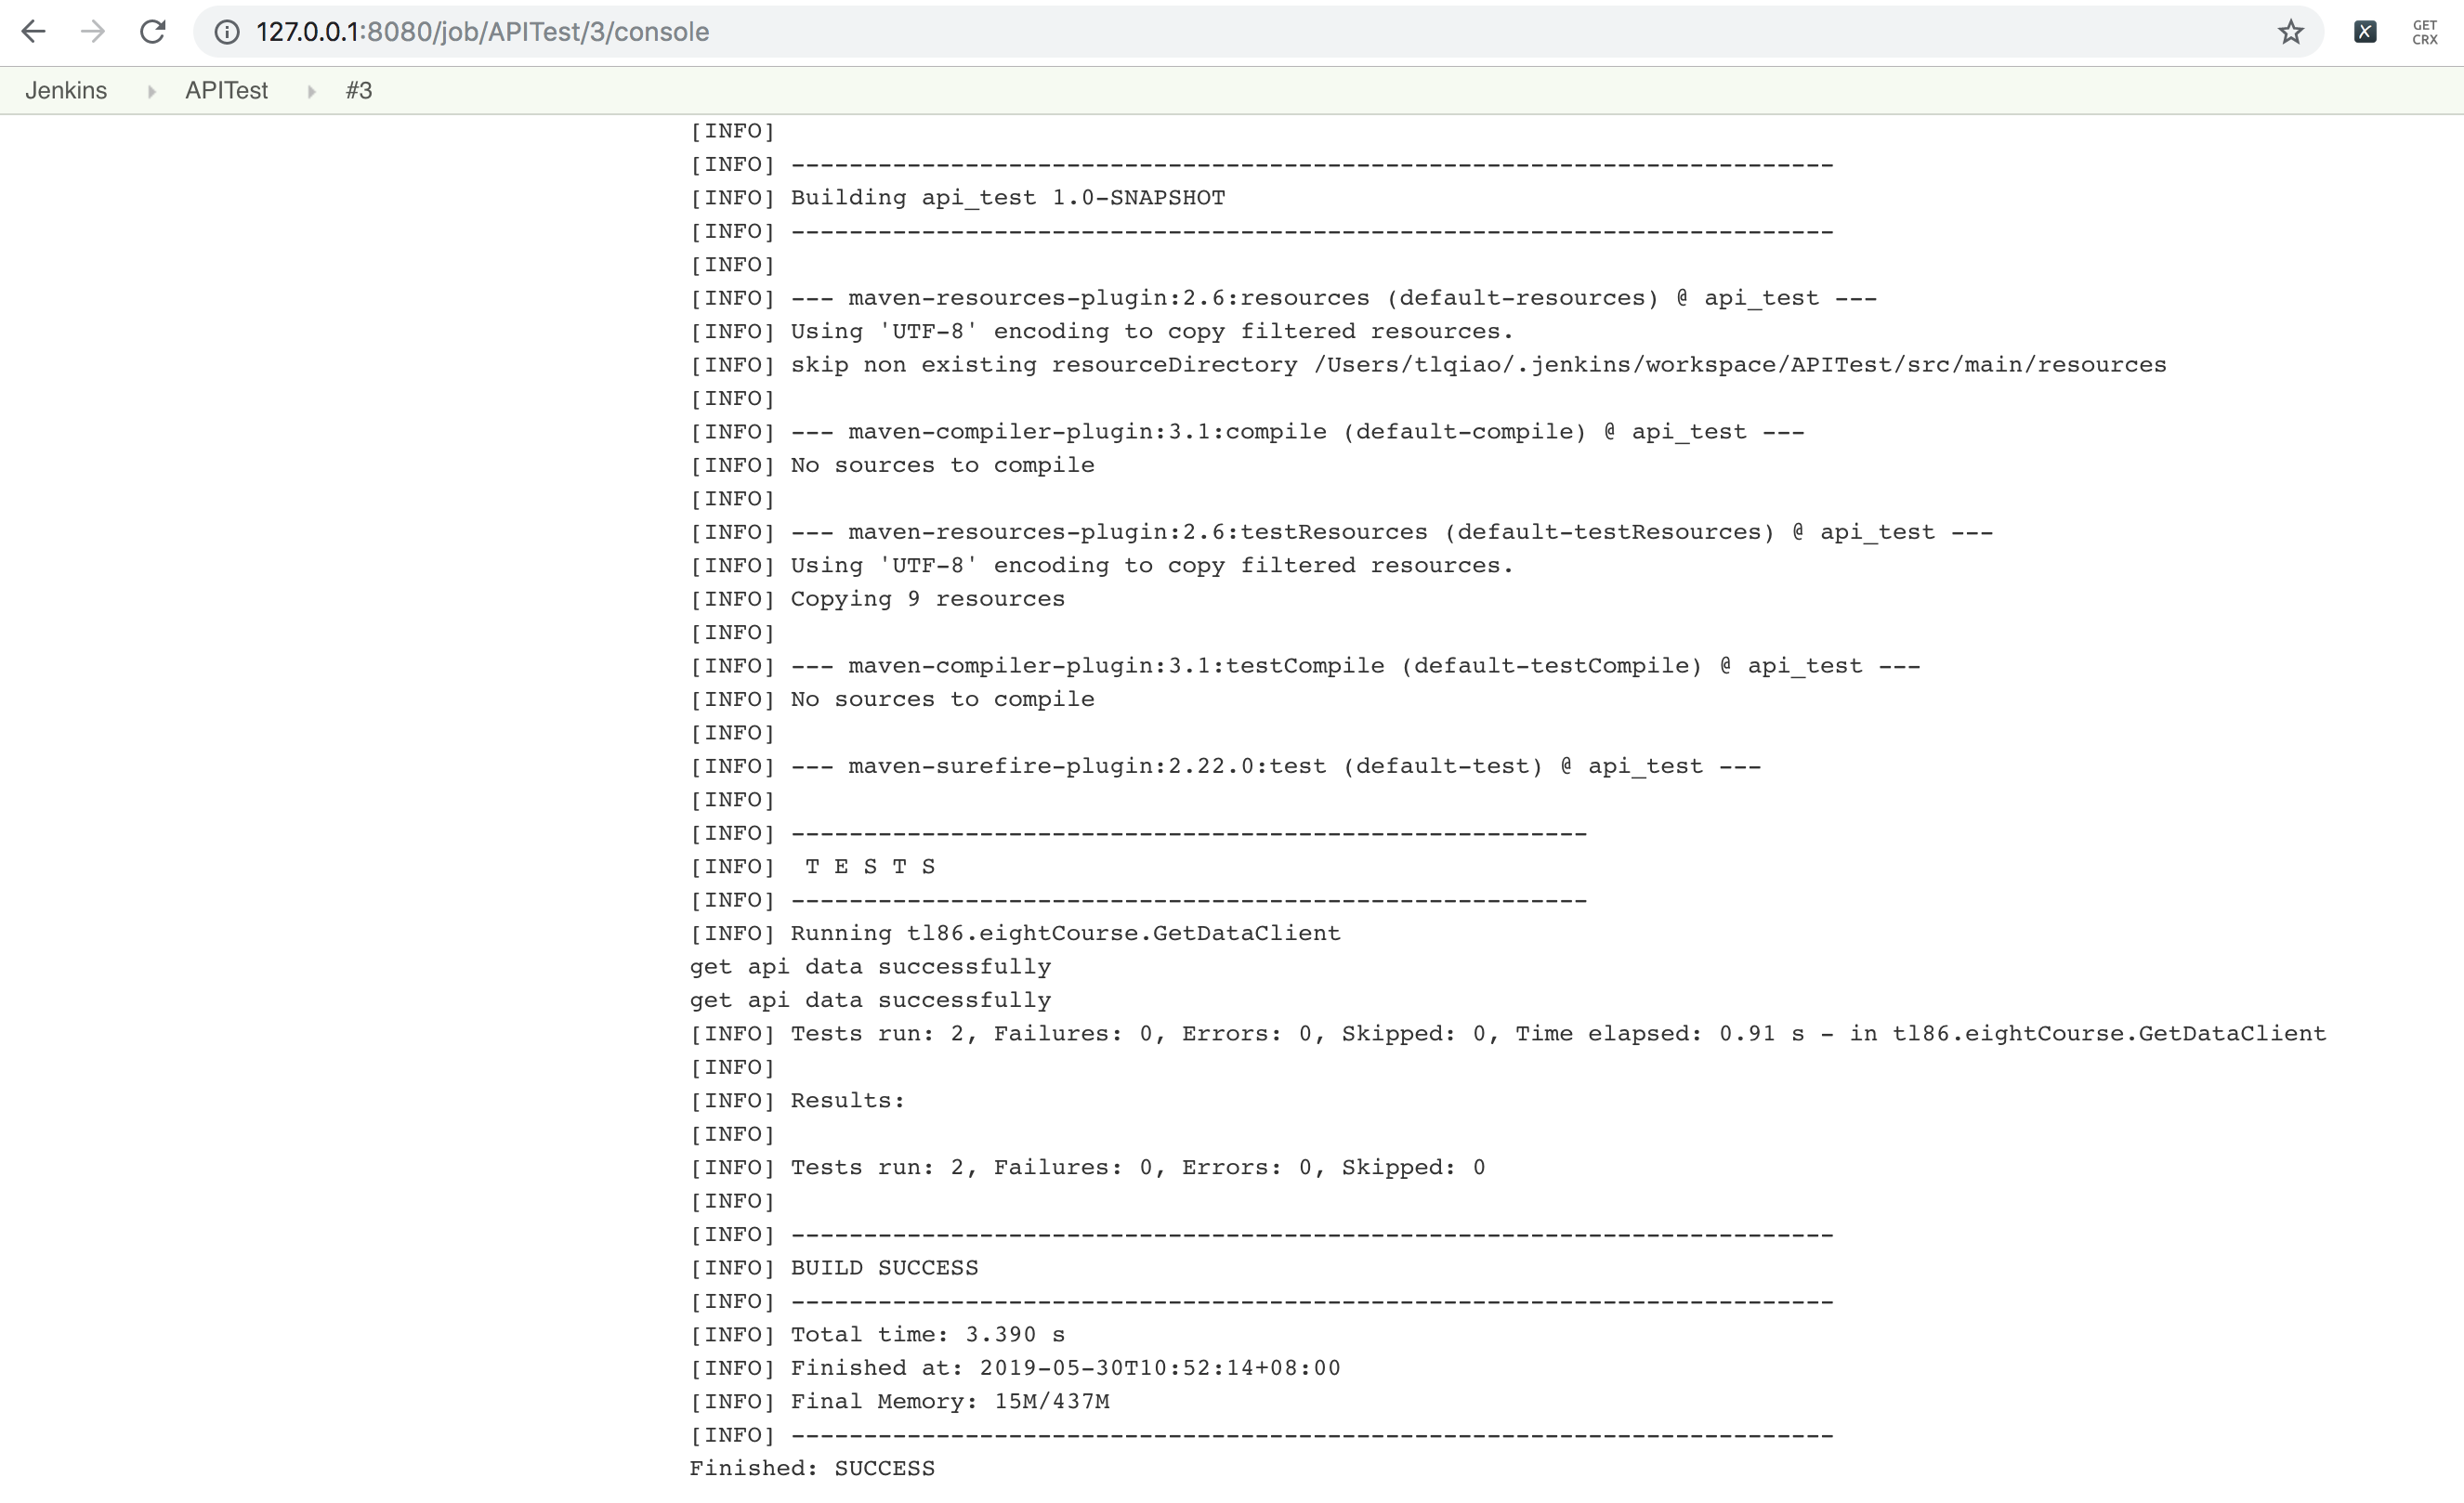 127.0.0.1:8080/job/APITest/3/console
GET
CRX
Jenkins APITest #3
[INFO]
[INFO] ------------------------------------------------------------------------
[INFO] Building api_test 1.0-SNAPSHOT
[INFO] ------------------------------------------------------------------------
[INFO]
[INFO] --- maven-resources-plugin:2.6:resources (default-resources) @ api_test ---
[INFO] Using 'UTF-8' encoding to copy filtered resources.
[INFO] skip non existing resourceDirectory /Users/tlqiao/.jenkins/workspace/APITest/src/main/resources
[INFO]
[INFO] --- maven-compiler-plugin:3.1:compile (default-compile) @ api_test ---
[INFO] No sources to compile
[INFO]
[INFO] --- maven-resources-plugin:2.6:testResources (default-testResources) @ api_test ---
[INFO] Using 'UTF-8' encoding to copy filtered resources.
[INFO] Copying 9 resources
[INFO]
[INFO] --- maven-compiler-plugin:3.1:testCompile (default-testCompile) @ api_test ---
[INFO] No sources to compile
[INFO]
[INFO] --- maven-surefire-plugin:2.22.0:test (default-test) @ api_test ---
[INFO]
[INFO] -------------------------------------------------------
[INFO]  T E S T S
[INFO] -------------------------------------------------------
[INFO] Running tl86.eightCourse.GetDataClient
get api data successfully
get api data successfully
[INFO] Tests run: 2, Failures: 0, Errors: 0, Skipped: 0, Time elapsed: 0.91 s - in tl86.eightCourse.GetDataClient
[INFO]
[INFO] Results:
[INFO]
[INFO] Tests run: 2, Failures: 0, Errors: 0, Skipped: 0
[INFO]
[INFO] ------------------------------------------------------------------------
[INFO] BUILD SUCCESS
[INFO] ------------------------------------------------------------------------
[INFO] Total time: 3.390 s
[INFO] Finished at: 2019-05-30T10:52:14+08:00
[INFO] Final Memory: 15M/437M
[INFO] ------------------------------------------------------------------------
Finished: SUCCESS